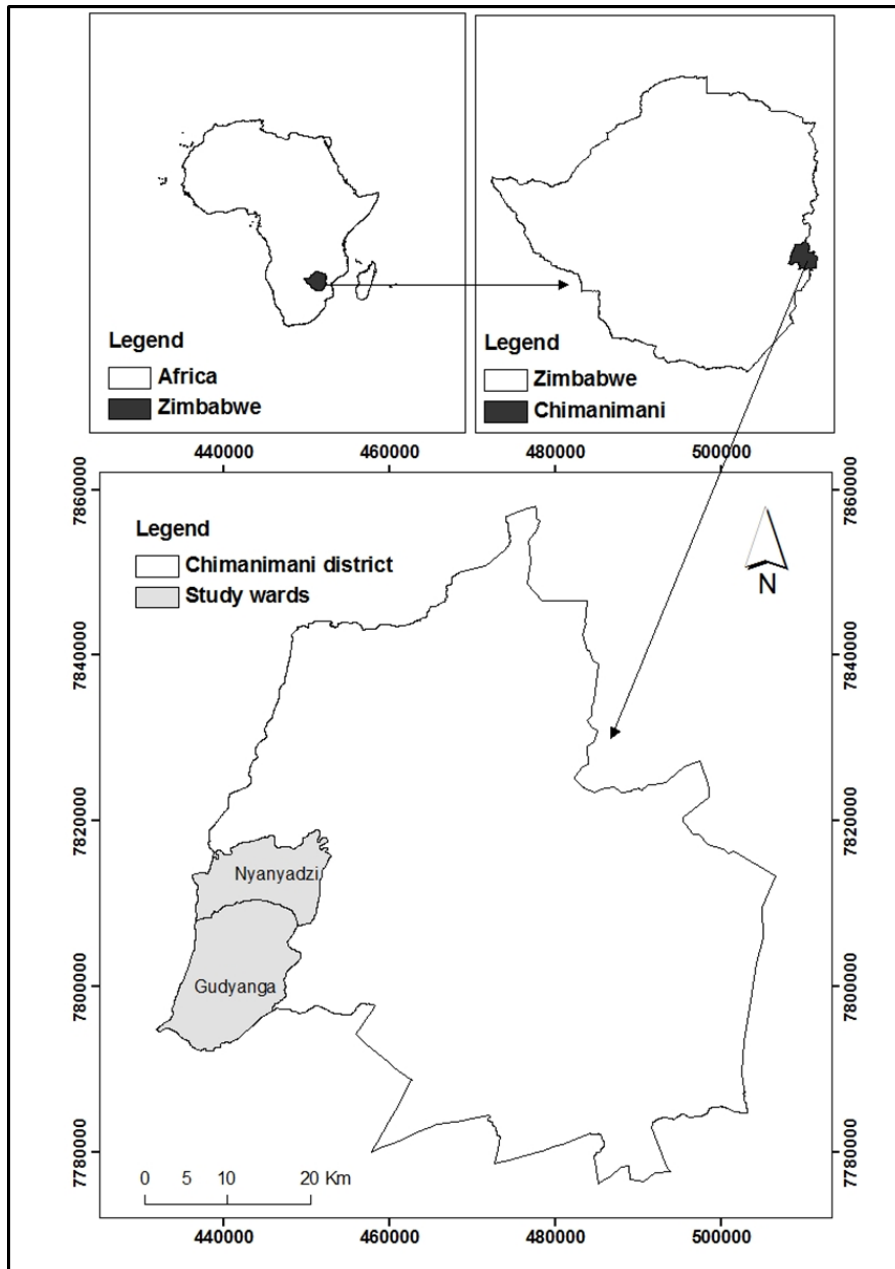 Legend
Africa
Zimbabwe
Legend
Zimbabwe
Chimanimani
440000 460000 480000 500000
7860000
7840000
7820000
7800000
7780000
Legend
Chimanimani district
Study wards
N
Nyanyadzi
Gudyanga
0 5 10 20 Km
7860000
7840000
7820000
7800000
7780000
440000 460000 480000 500000